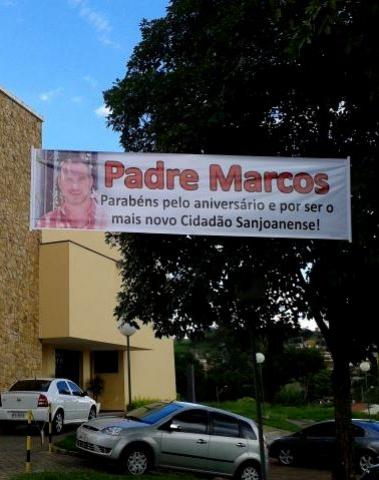 Padre Marcos
Parabéns pelo aniversário e por ser o
mais novo Cidadão Sanjoanense!